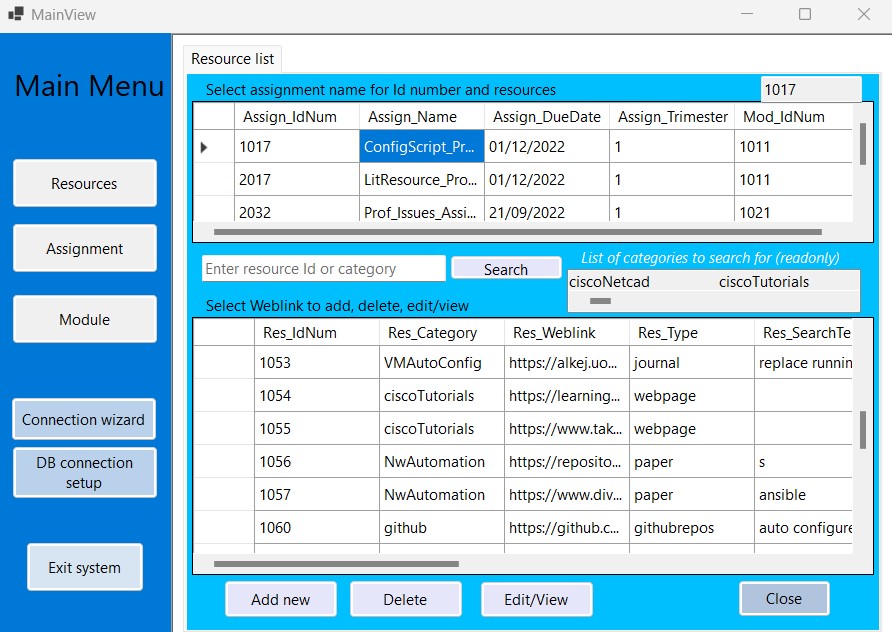 MainView
Main Menu
Resources
Assignment
Module
Connection wizard
DB connection
setup
Exit system
Resource list
Select assignment name for Id number and resources
1017
Assign_IdNum Assign_Name Assign_DueDate Assign_Trimester Mod_IdNum
1017 ConfigScript_Pr... 01/12/2022 1 1011
2017 LitResource_Pro... 01/12/2022 1 1011
2032 Prof_Issues_Assi... 21/09/2022 1 1021
Enter resource Id or category
Search
List of categories to search for (readonly)
ciscoNetcad ciscoTutorials
Select Weblink to add, delete, edit/view
Res_IdNum Res_Category Res_Weblink Res_Type Res_SearchTe
1053 VMAutoConfig https://alkej.uo... journal replace runnin
1054 ciscoTutorials https://learning... webpage
1055 ciscoTutorials https://www.tak... webpage
1056 NwAutomation https://reposito... paper s
1057 NwAutomation https://www.div... paper ansible
1060 github https://github.c... githubrepos auto configure
Add new
Delete
Edit/View
Close